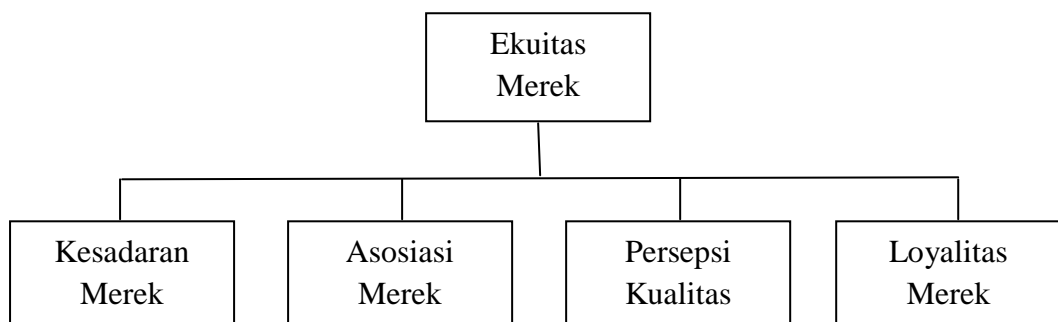 Ekuitas
Merek
Kesadaran
Merek
Asosiasi
Merek
Persepsi
Kualitas
Loyalitas
Merek